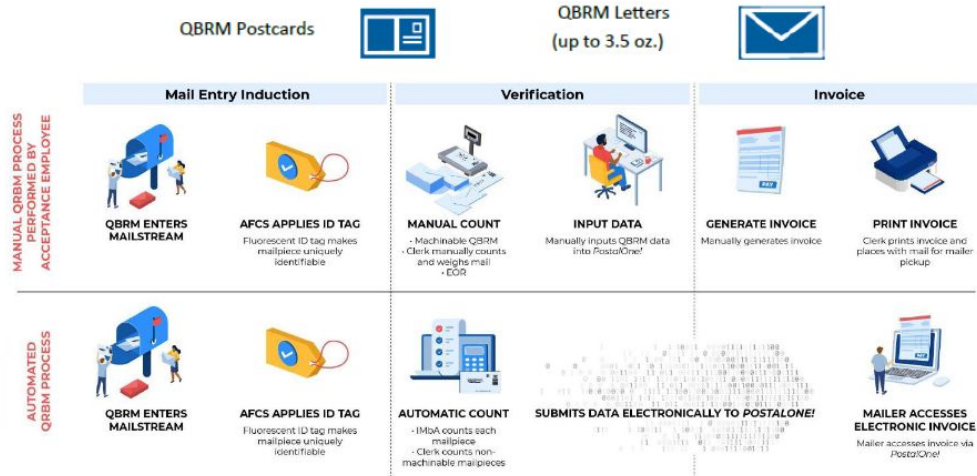 QBRM Postcards
QBRM Letters
(up to 3.5 oz.)
Mail Entry Induction
Verification
Invoice
MANUAL QRBM PROCESS
PERFORMED BY
ACCEPTANCE EMPLOYEE
QBRM ENTERS
MAILSTREAM
AFCS APPLIES ID TAG
Fluorescent ID tag makes
mailpiece uniquely
identifiable
MANUAL COUNT
- Machinable QBRM
- Clerk manually counts
and weighs mail
- EOR
INPUT DATA
Manually inputs QBRM data
into PostalOne!
PAY
GENERATE INVOICE
Manually generates invoice
PRINT INVOICE
Clerk prints invoice and
places with mail for mailer
pickup
AUTOMATED
QRBM PROCESS
QBRM ENTERS
MAILSTREAM
AFCS APPLIES ID TAG
Fluorescent ID tag makes
mailpiece uniquely
identifiable
AUTOMATIC COUNT
- IMbA counts each
mailpiece
- Clerk counts non-
machinable mailpieces
SUBMITS DATA ELECTRONICALLY TO POSTALONE!
PAY
MAILER ACCESSES
ELECTRONIC INVOICE
Mailer accesses invoice via
PostalOne!